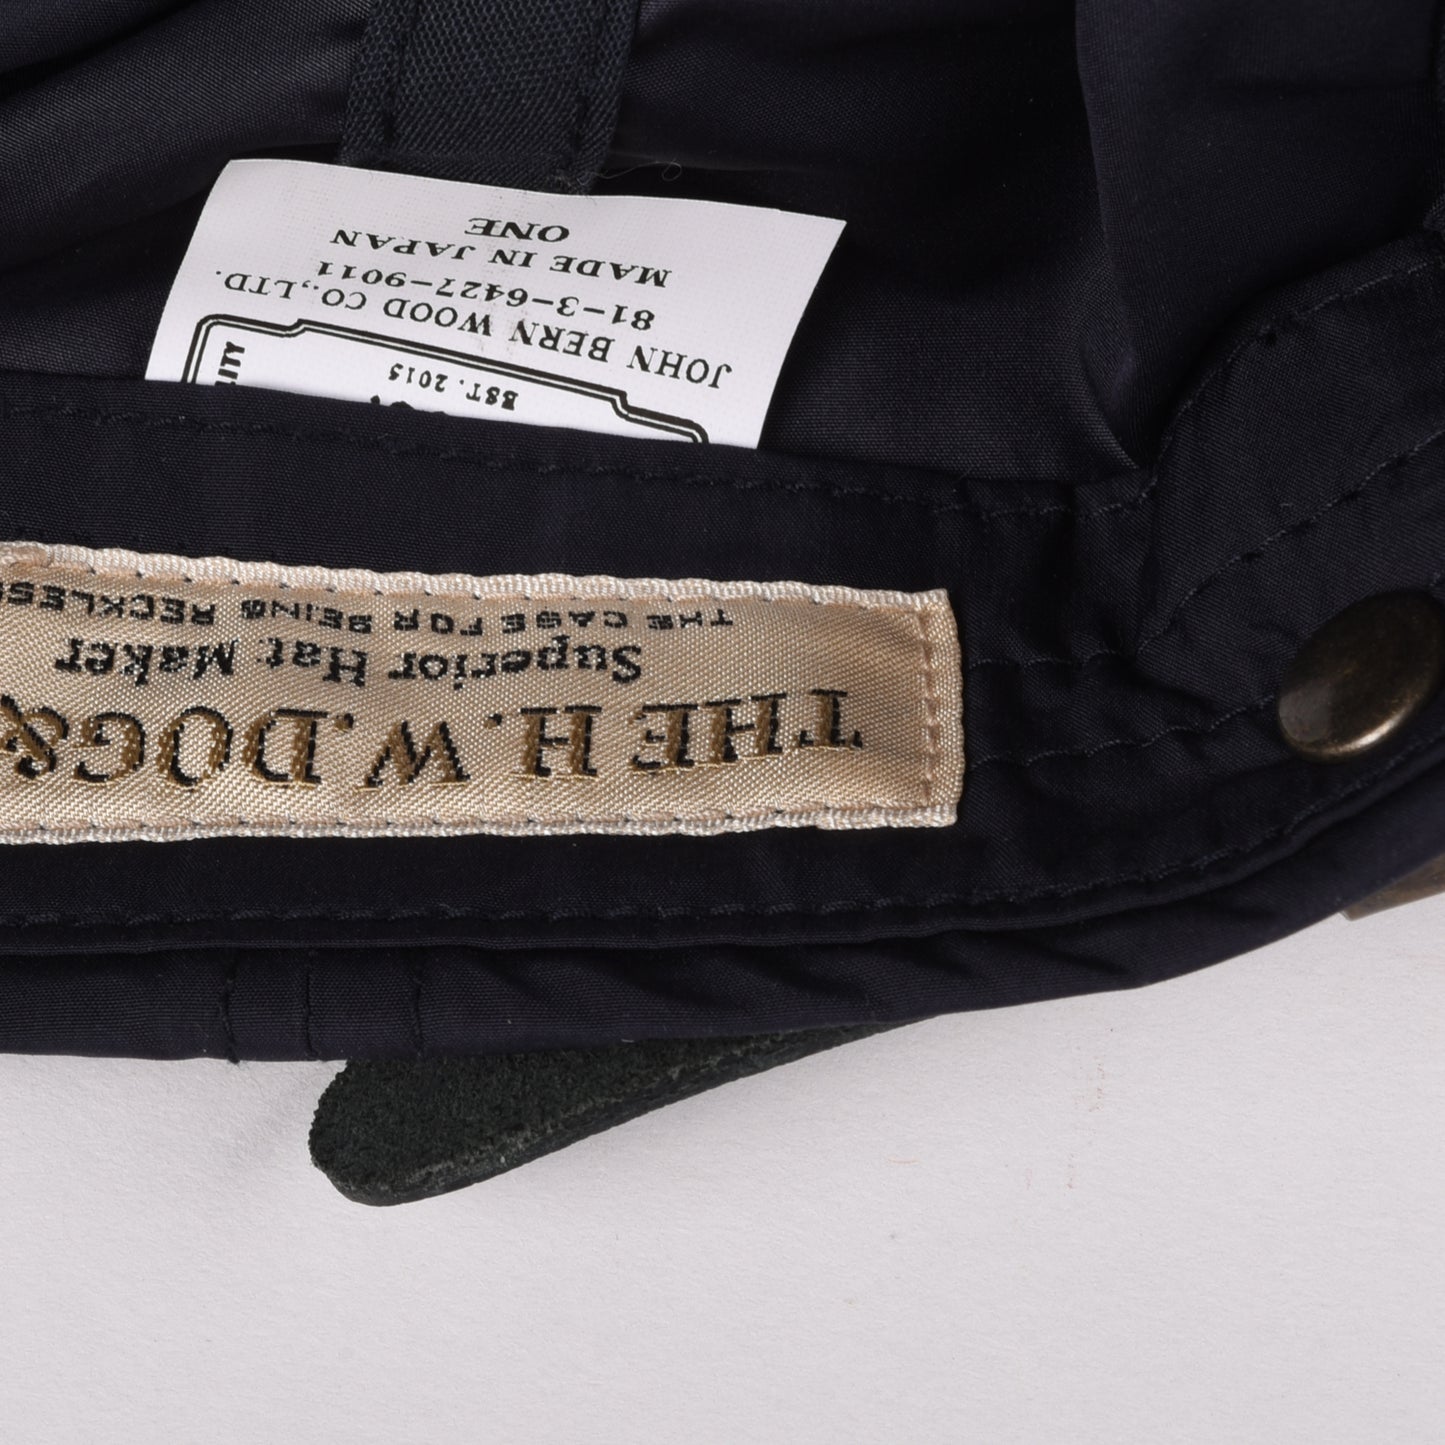 THE H.W.DOG&
Superior Hat Maker
THE CASE FOR BEING RECKLESS
EST. 2015
JOHN BERN WOOD CO.,LTD.
81-3-6427-9011
MADE IN JAPAN
ONE